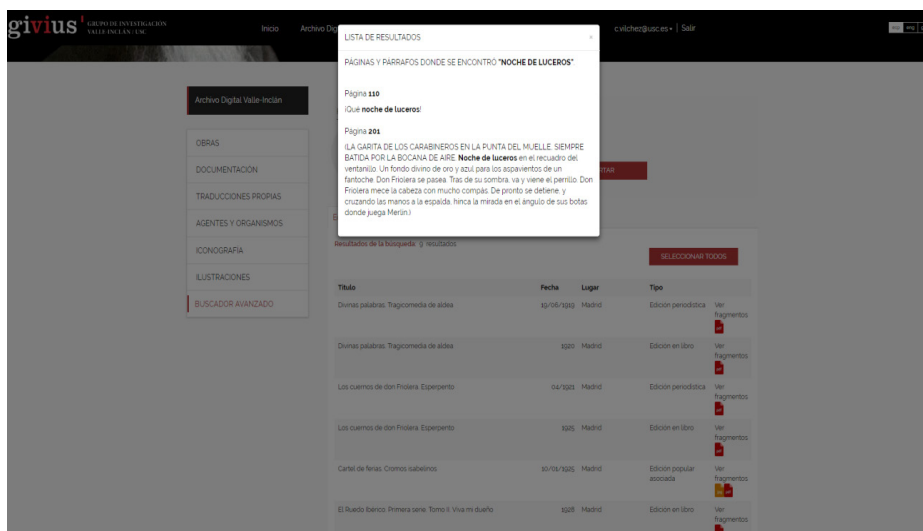 givius
GRUPO DE INVESTIGACIÓN
VALLE-INCLÁN | USC
Inicio
Archivo Dig
c.vilchez@usc.es
Salir
LISTA DE RESULTADOS
×
PÁGINAS Y PÁRRAFOS DONDE SE ENCONTRÓ "NOCHE DE LUCEROS"
Página 110
¡Qué noche de luceros!
Página 201
(LA GARITA DE LOS CARABINEROS EN LA PUNTA DEL MUELLE, SIEMPRE
BATIDA POR LA BOCANA DE AIRE. Noche de luceros en el recuadro del
ventanillo. Un fondo divino de oro y azul para los aspavientos de un
fantoche. Don Friolera se pasea. Tras de su sombra, va y viene el perrillo. Don
Friolera mece la cabeza con mucho compás. De pronto se detiene, y
cruzando las manos a la espalda, hinca la mirada en el ángulo de sus botas
donde juega Merlín.)
Archivo Digital Valle-Inclán
OBRAS
DOCUMENTACIÓN
TRADUCCIONES PROPIAS
AGENTES Y ORGANISMOS
ICONOGRAFÍA
ILUSTRACIONES
BUSCADOR AVANZADO
Resultados de la búsqueda: 9 resultados
SELECCIONAR TODOS
Título Fecha Lugar Tipo
Divinas palabras. Tragicomedia de aldea 19/06/1919 Madrid Edición periodística Ver
fragmentos
Divinas palabras. Tragicomedia de aldea 1920 Madrid Edición en libro Ver
fragmentos
Los cuernos de don Friolera. Esperpento 04/1921 Madrid Edición periodística Ver
fragmentos
Los cuernos de don Friolera. Esperpento 1925 Madrid Edición en libro Ver
fragmentos
Cartel de ferias. Cromos isabelinos 10/01/1925 Madrid Edición popular Ver
asociada fragmentos
El Ruedo Ibérico. Primera serie. Tomo II. Viva mi dueño 1928 Madrid Edición en libro Ver
fragmentos